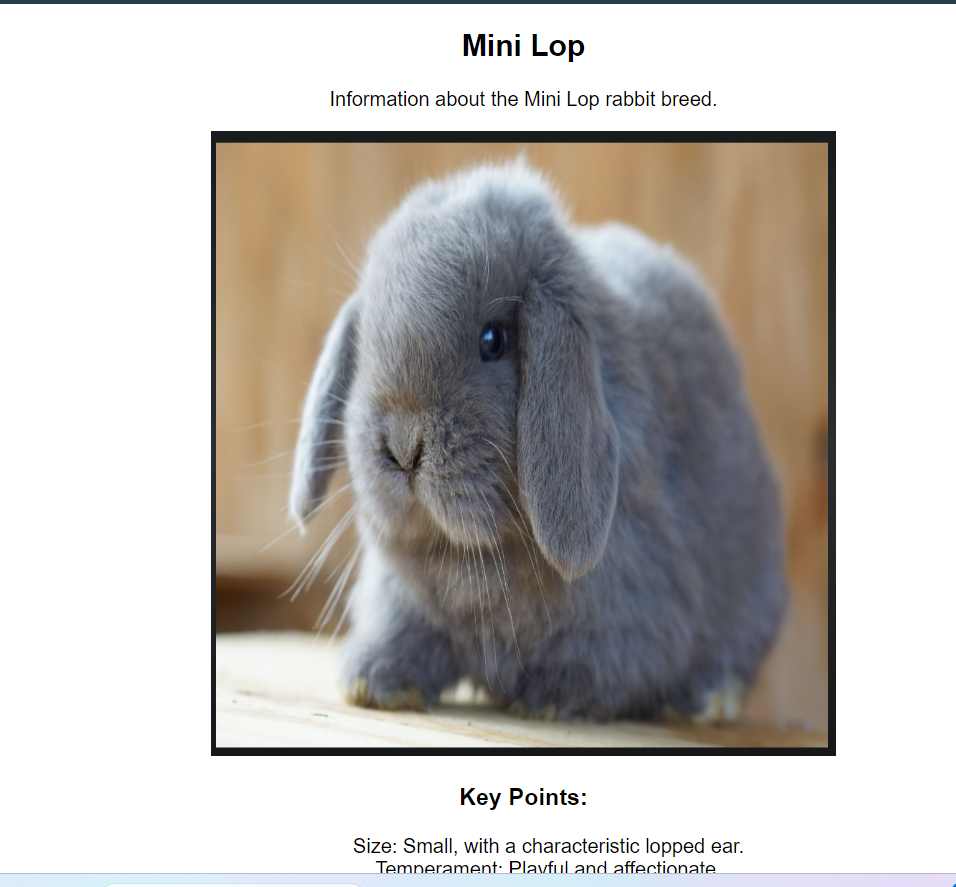 Mini Lop
Information about the Mini Lop rabbit breed.
Key Points:
Size: Small, with a characteristic lopped ear.
Temperament: Playful and affectionate